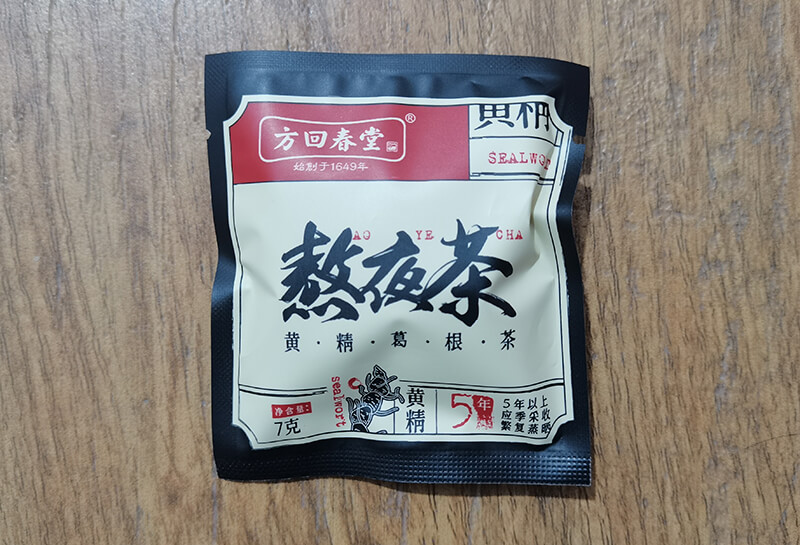 方回春堂®
始創于1649年
黄精
SEALWOR
AO YE CHA
熬夜茶
黄·精·葛·根·茶
净含量:
7克
sealwort
黄精
5年
5年以上
应季采收
繁复蒸晒